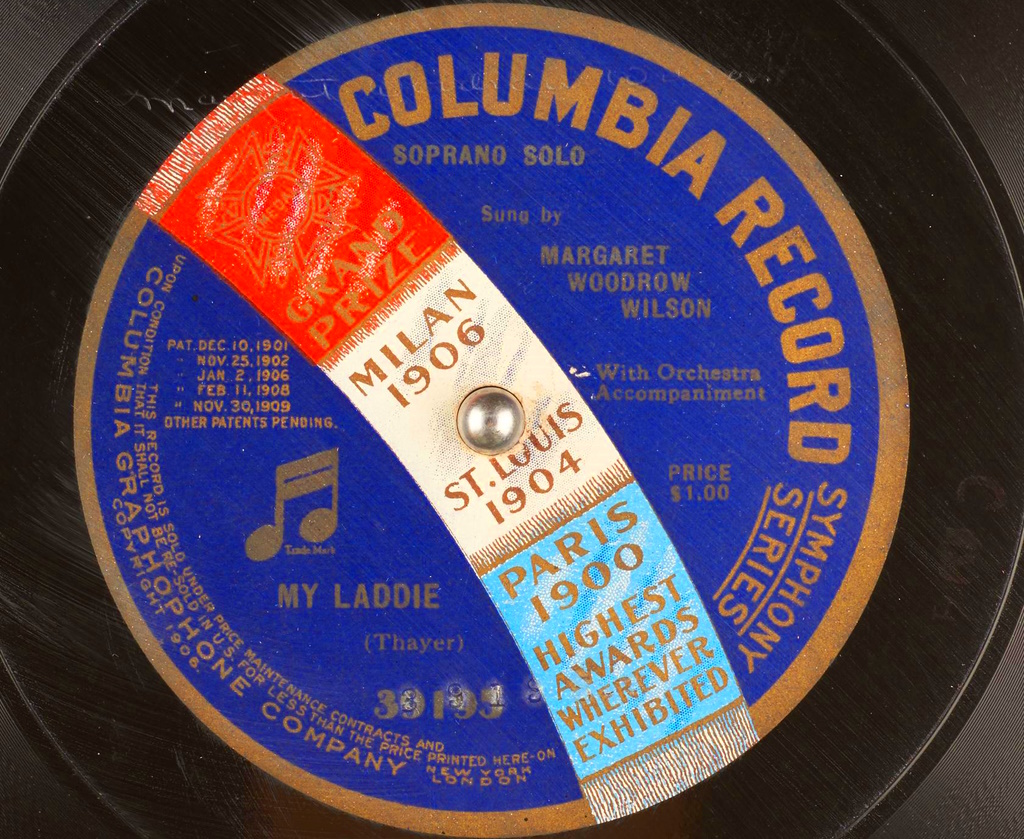 COLUMBIA RECORD
SYMPHONY
SERIES
SOPRANO SOLO
Sung by
MARGARET
WOODROW
WILSON
With Orchestra
Accompaniment
PRICE
$1.00
GRAND
PRIZE
MILAN
1906
ST. LOUIS
1904
PARIS
1900
HIGHEST
AWARDS
WHEREVER
EXHIBITED
PAT. DEC. 10, 1901
" NOV. 25, 1902
" JAN. 2, 1906
" FEB. 11, 1908
" NOV. 30, 1909
OTHER PATENTS PENDING.
Trade Mark
MY LADDIE
(Thayer)
39195
THIS RECORD IS SOLD UNDER PRICE MAINTENANCE CONTRACTS AND
UPON CONDITION THAT IT SHALL NOT BE RE-SOLD IN US FOR LESS THAN THE PRICE PRINTED HERE-ON
COLUMBIA GRAPHOPHONE COMPANY
NEW YORK
LONDON
COPYRIGHT 1906.